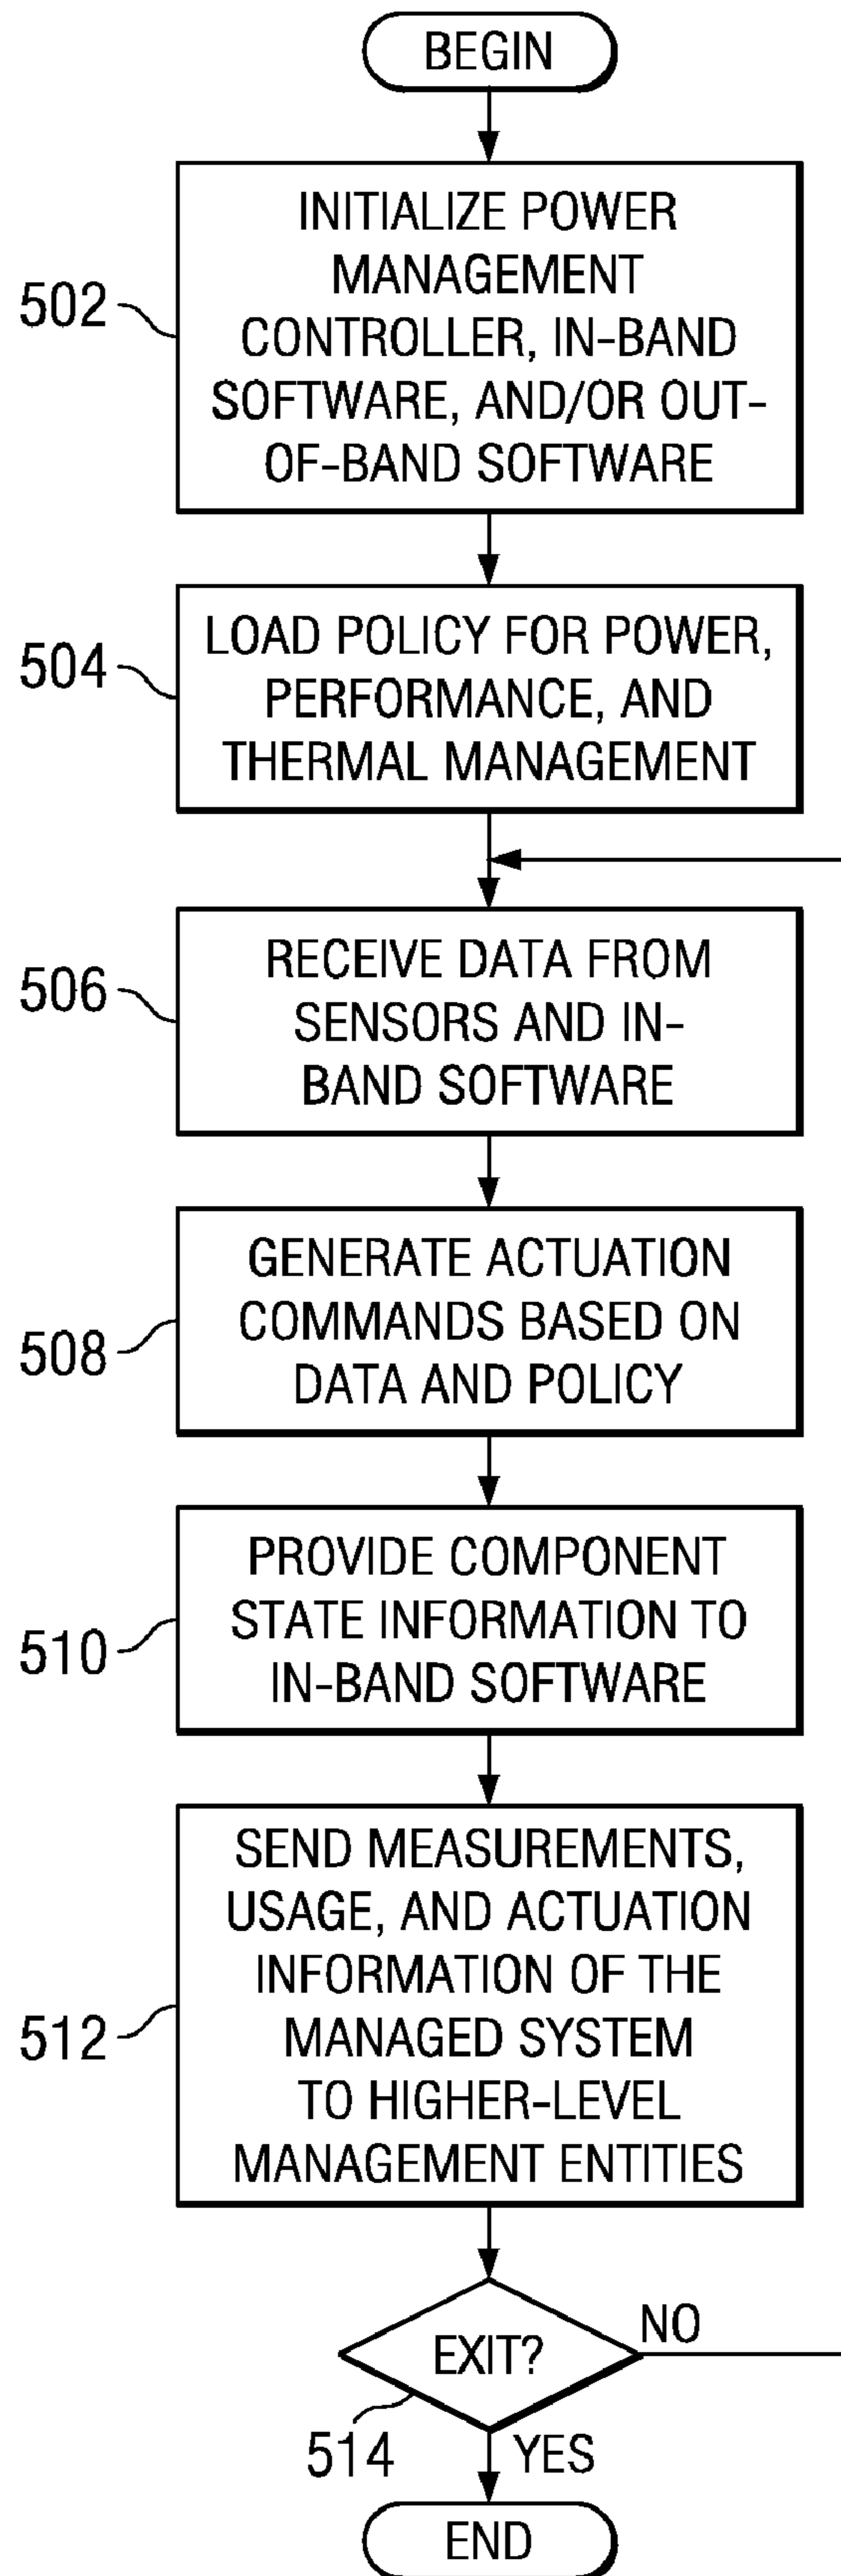 BEGIN
INITIALIZE POWER
MANAGEMENT
CONTROLLER, IN-BAND
SOFTWARE, AND/OR OUT-
OF-BAND SOFTWARE
502
LOAD POLICY FOR POWER,
PERFORMANCE, AND
THERMAL MANAGEMENT
504
RECEIVE DATA FROM
SENSORS AND IN-
BAND SOFTWARE
506
GENERATE ACTUATION
COMMANDS BASED ON
DATA AND POLICY
508
PROVIDE COMPONENT
STATE INFORMATION TO
IN-BAND SOFTWARE
510
SEND MEASUREMENTS,
USAGE, AND ACTUATION
INFORMATION OF THE
MANAGED SYSTEM
TO HIGHER-LEVEL
MANAGEMENT ENTITIES
512
EXIT?
NO
514
YES
END